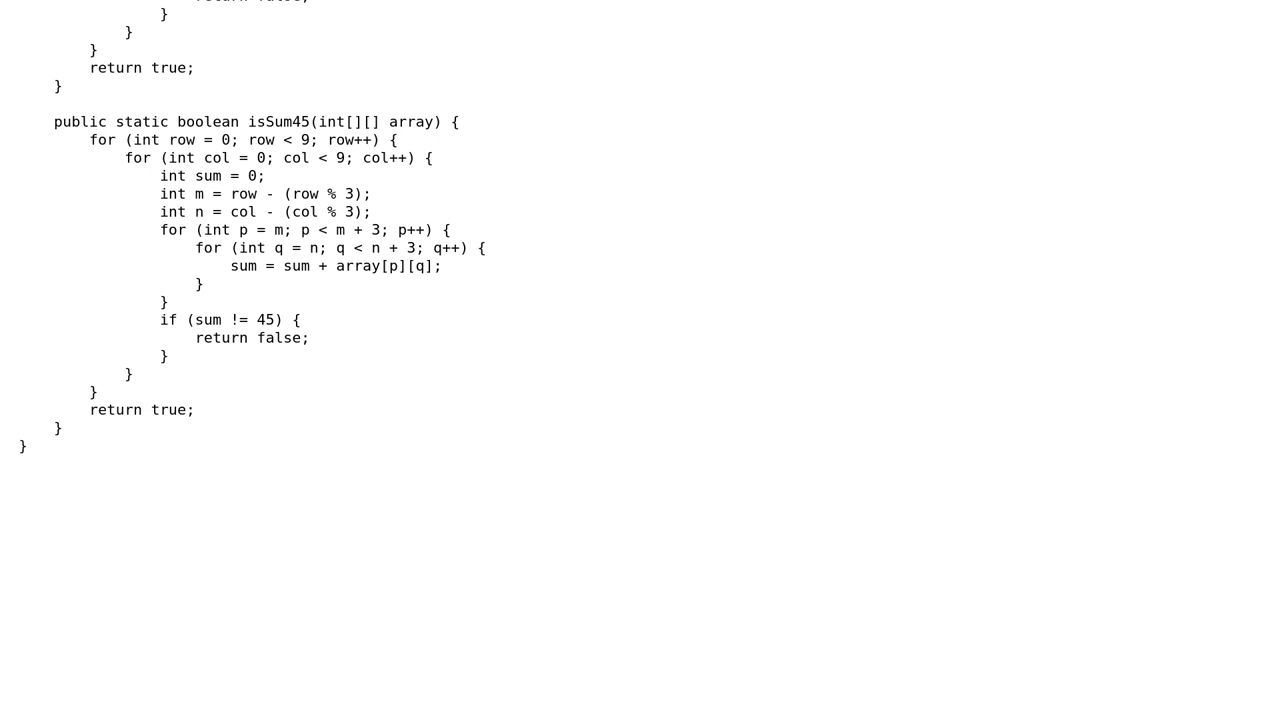 }
}
}
return true;
}
public static boolean isSum45(int[][] array) {
for (int row = 0; row < 9; row++) {
for (int col = 0; col < 9; col++) {
int sum = 0;
int m = row - (row % 3);
int n = col - (col % 3);
for (int p = m; p < m + 3; p++) {
for (int q = n; q < n + 3; q++) {
sum = sum + array[p][q];
}
}
if (sum != 45) {
return false;
}
}
}
return true;
}
}